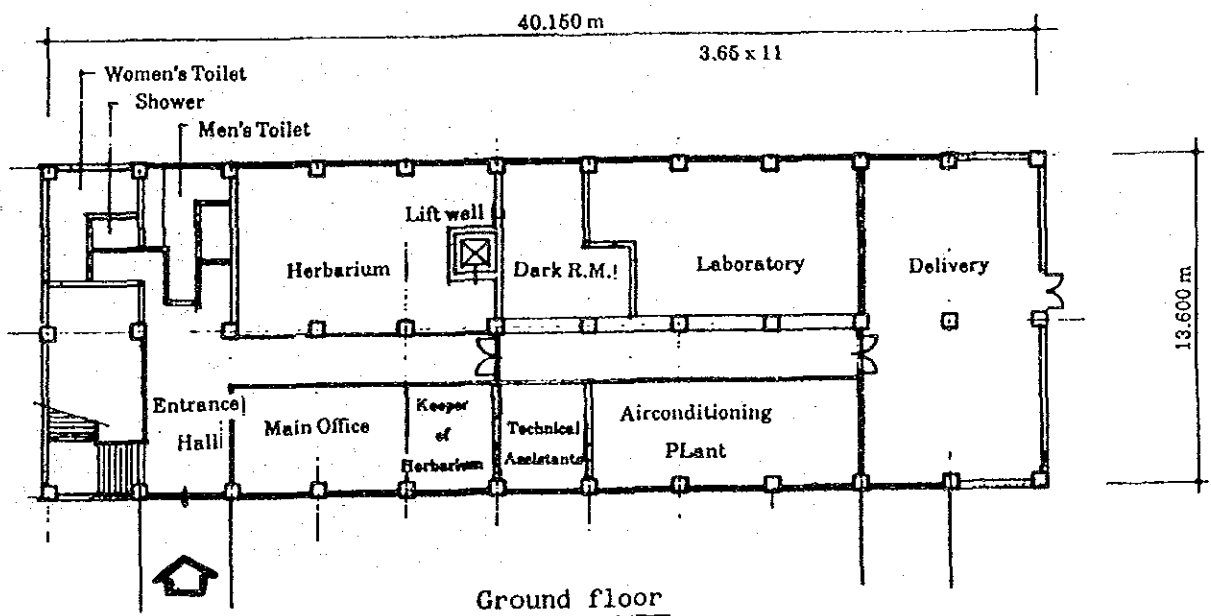 40.150 m
3.65 x 11
Women's Toilet
Shower
Men's Toilet
Lift well
Herbarium
Dark R.M.
Laboratory
Delivery
13.600 m
Entrance
Hall
Main Office
Keeper
of
Herbarium
Technical
Assistants
Airconditioning
PLant
Ground floor